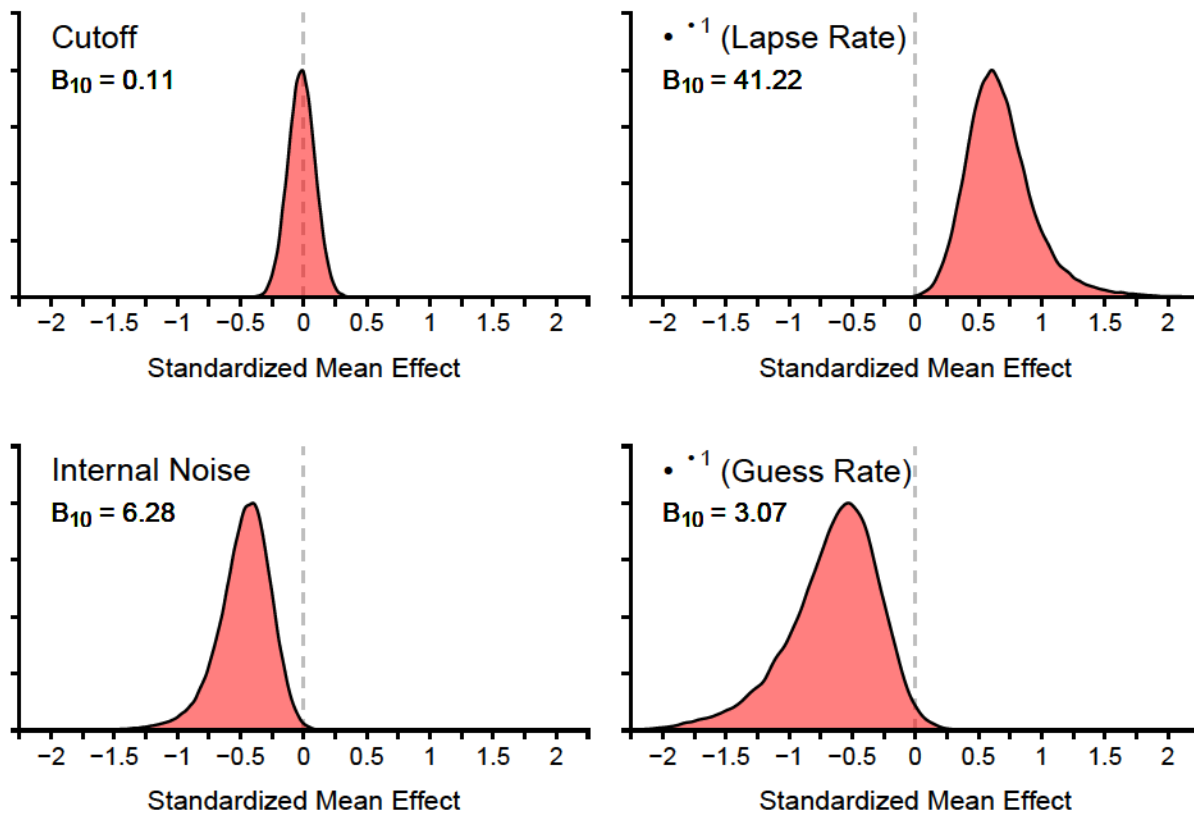 Cutoff
B10 = 0.11
−2 −1.5 −1 −0.5 0 0.5 1 1.5 2
Standardized Mean Effect
• ·1 (Lapse Rate)
B10 = 41.22
−2 −1.5 −1 −0.5 0 0.5 1 1.5 2
Standardized Mean Effect
Internal Noise
B10 = 6.28
−2 −1.5 −1 −0.5 0 0.5 1 1.5 2
Standardized Mean Effect
• ·1 (Guess Rate)
B10 = 3.07
−2 −1.5 −1 −0.5 0 0.5 1 1.5 2
Standardized Mean Effect